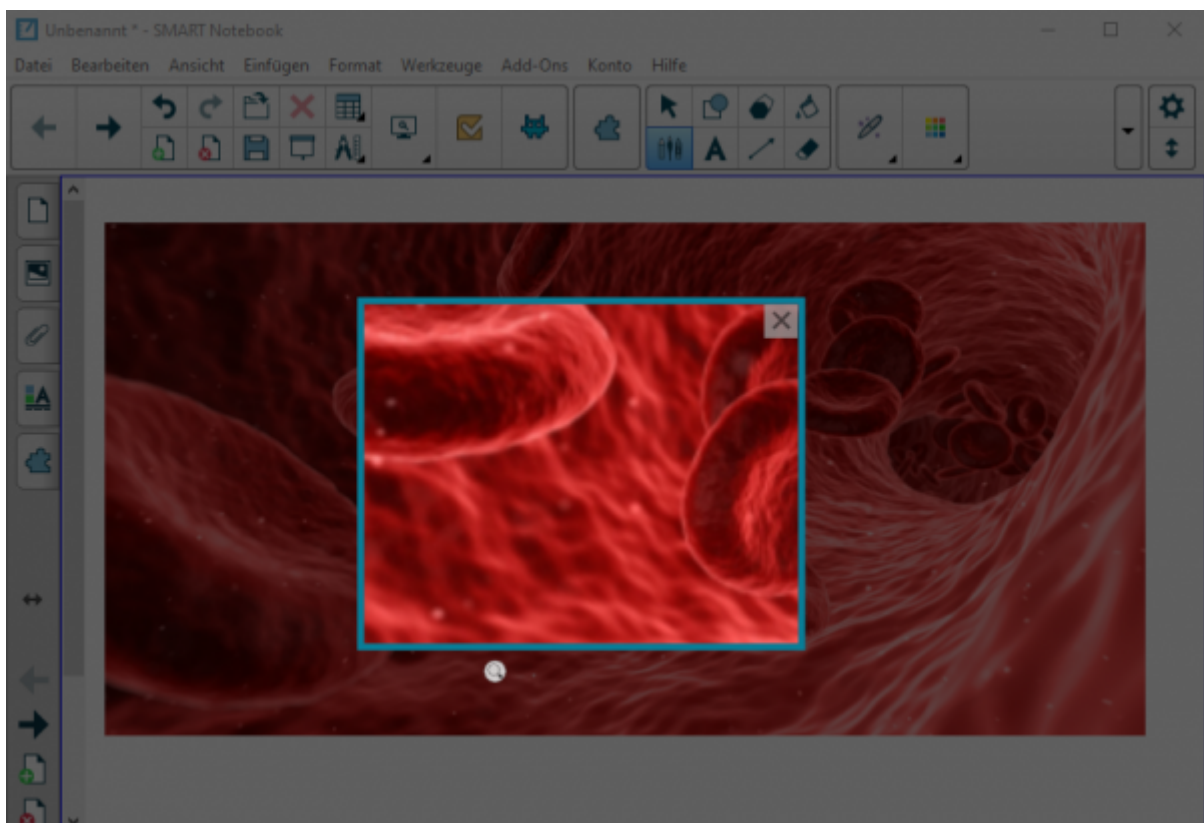 Unbenannt * - SMART Notebook
Datei Bearbeiten Ansicht Einfügen Format Werkzeuge Add-Ons Konto Hilfe